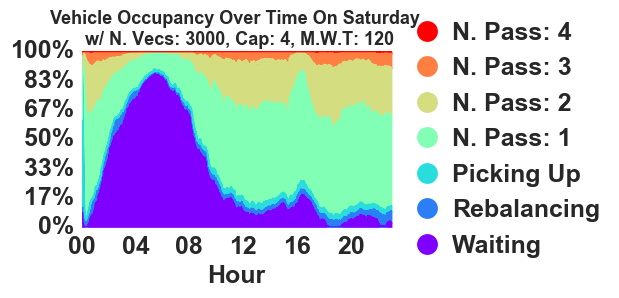 Vehicle Occupancy Over Time On Saturday
w/ N. Vecs: 3000, Cap: 4, M.W.T: 120
100%
83%
67%
50%
33%
17%
0%
00 04 08 12 16 20
Hour
N. Pass: 4
N. Pass: 3
N. Pass: 2
N. Pass: 1
Picking Up
Rebalancing
Waiting